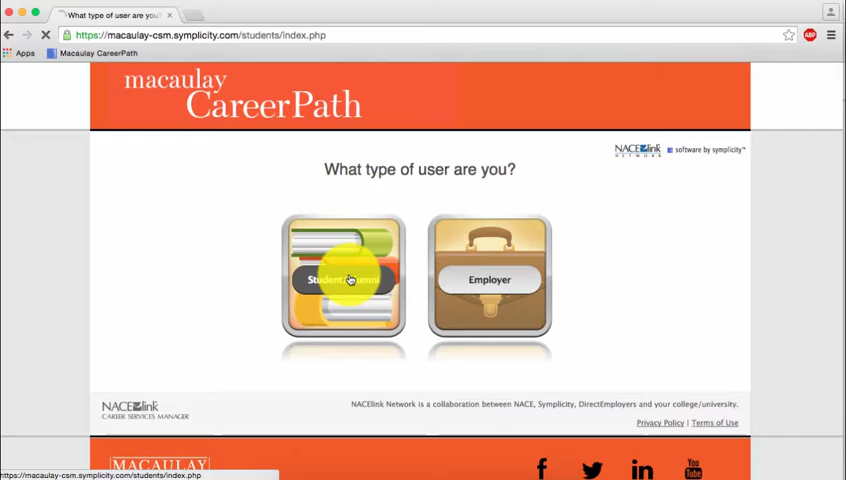 What type of user are you?
https://macaulay-csm.symplicity.com/students/index.php
ABP
Apps
Macaulay CareerPath
macaulay
CareerPath
NACElink
NETWORK
software by symplicity™
What type of user are you?
Student/Alumni
Employer
NACElink
CAREER SERVICES MANAGER
NACElink Network is a collaboration between NACE, Symplicity, DirectEmployers and your college/university.
Privacy Policy | Terms of Use
MACAULAY
You
Tube
https://macaulay-csm.symplicity.com/students/index.php